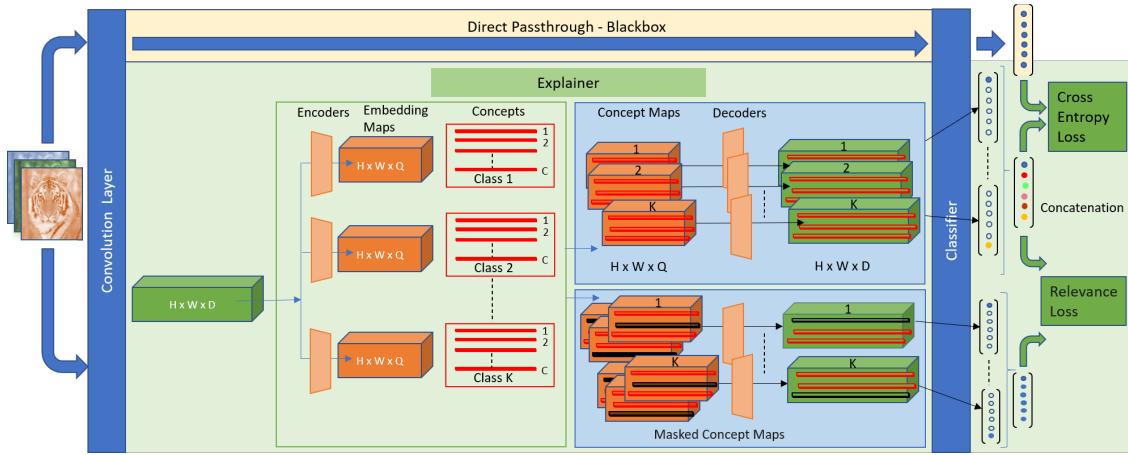 Direct Passthrough - Blackbox
Convolution Layer
Explainer
Encoders
Embedding
Maps
Concepts
H x W x Q
1
2
C
Class 1
H x W x Q
1
2
C
Class 2
H x W x Q
1
2
C
Class K
H x W x D
Concept Maps
Decoders
1
2
K
1
2
K
H x W x Q
H x W x D
1
K
1
K
Masked Concept Maps
Classifier
Cross
Entropy
Loss
Concatenation
Relevance
Loss